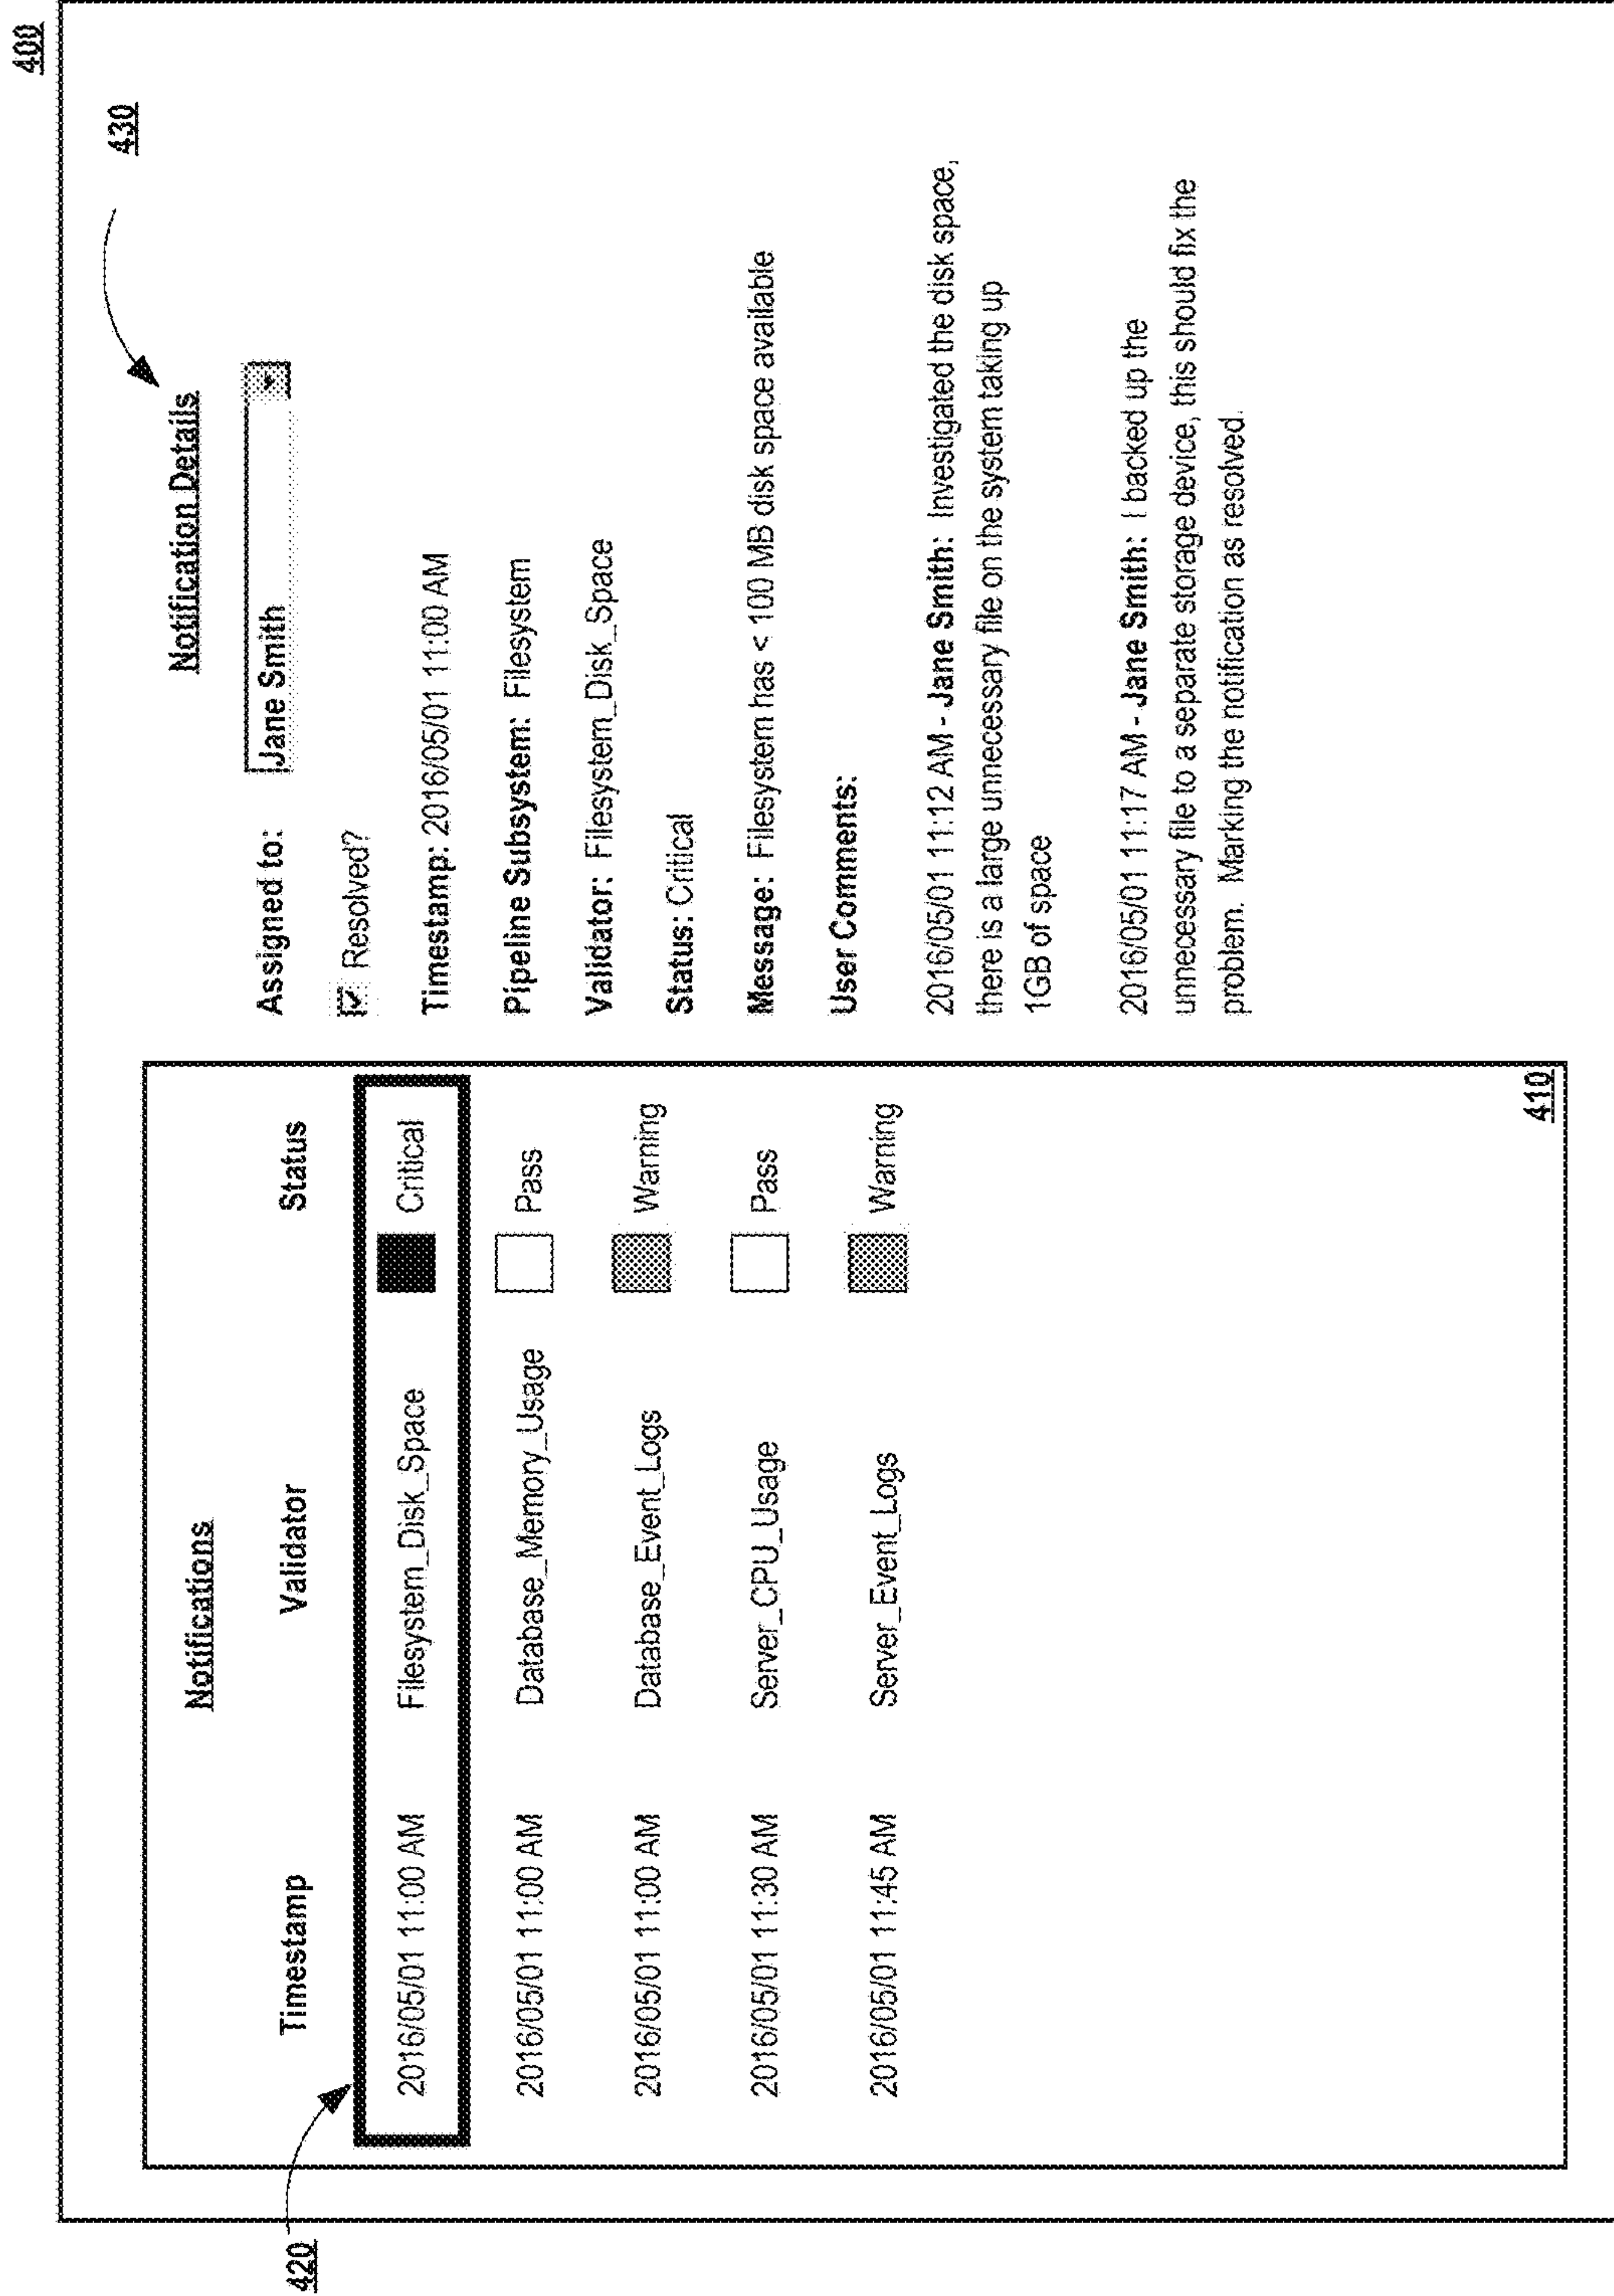 400
430
420
Notifications
Timestamp Validator Status
2016/05/01 11:00 AM Filesystem_Disk_Space Critical
2016/05/01 11:00 AM Database_Memory_Usage Pass
2016/05/01 11:00 AM Database_Event_Logs Warning
2016/05/01 11:30 AM Server_CPU_Usage Pass
2016/05/01 11:45 AM Server_Event_Logs Warning
410
Notification Details
Assigned to: Jane Smith
Resolved?
Timestamp: 2016/05/01 11:00 AM
Pipeline Subsystem: Filesystem
Validator: Filesystem_Disk_Space
Status: Critical
Message: Filesystem has < 100 MB disk space available
User Comments:
2016/05/01 11:12 AM - Jane Smith: Investigated the disk space,
there is a large unnecessary file on the system taking up
1GB of space
2016/05/01 11:17 AM - Jane Smith: I backed up the
unnecessary file to a separate storage device, this should fix the
problem. Marking the notification as resolved.